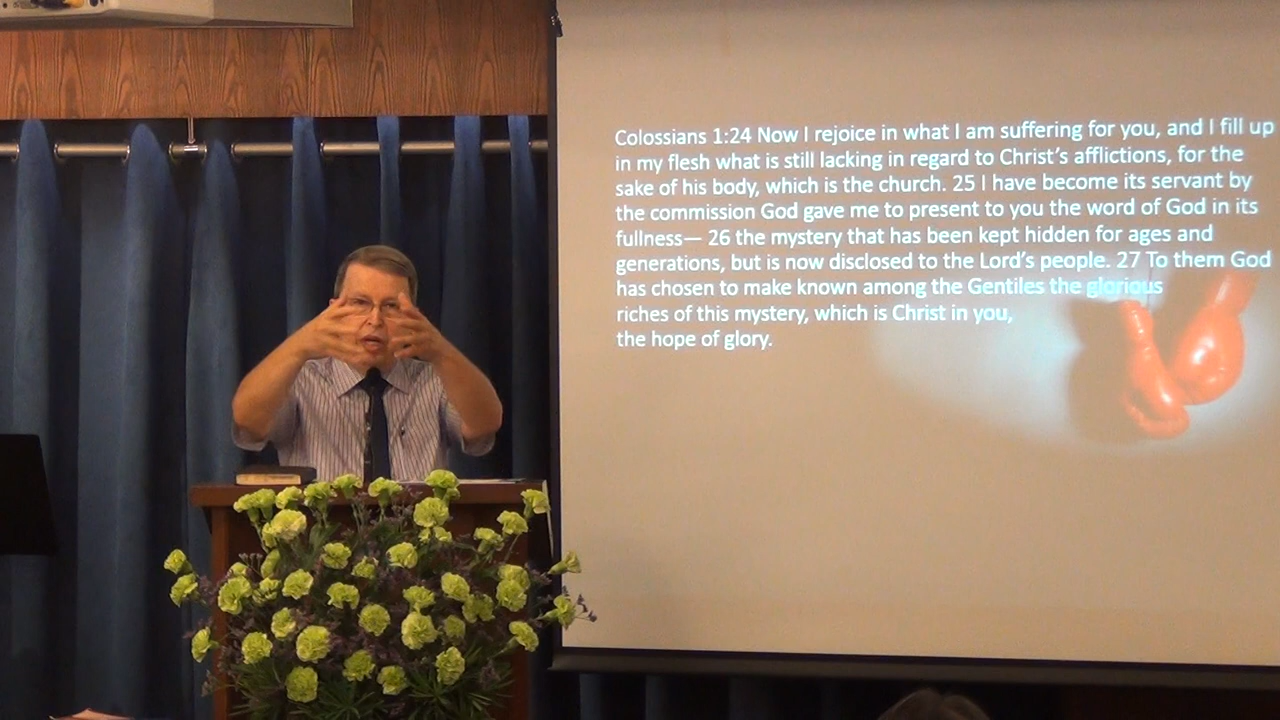 Colossians 1:24 Now I rejoice in what I am suffering for you, and I fill up
in my flesh what is still lacking in regard to Christ’s afflictions, for the
sake of his body, which is the church. 25 I have become its servant by
the commission God gave me to present to you the word of God in its
fullness— 26 the mystery that has been kept hidden for ages and
generations, but is now disclosed to the Lord’s people. 27 To them God
has chosen to make known among the Gentiles the glorious
riches of this mystery, which is Christ in you,
the hope of glory.